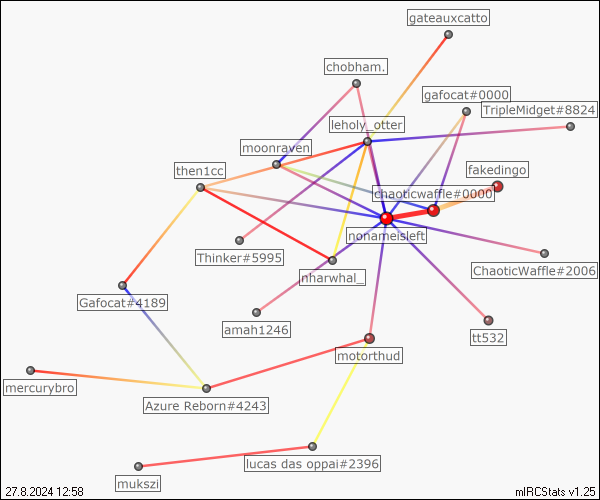 gateauxcatto
chobham.
gafocat#0000
TripleMidget#8824
leholy_otter
moonraven
then1cc
fakedingo
chaoticwaffle#0000
nonameisleft
Thinker#5995
nharwhal_
ChaoticWaffle#2006
Gafocat#4189
amah1246
tt532
motorthud
mercurybro
Azure Reborn#4243
lucas das oppai#2396
mukszi
27.8.2024 12:58
mIRCStats v1.25